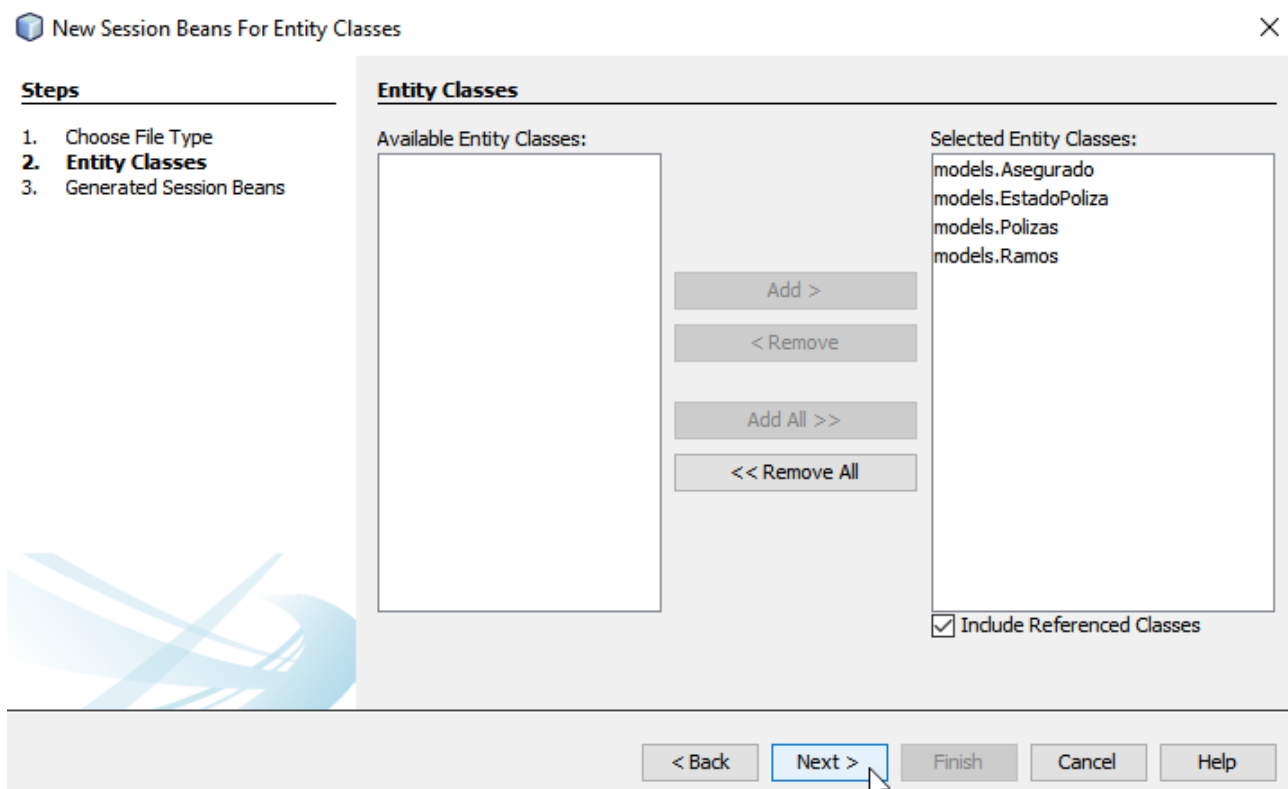 New Session Beans For Entity Classes
Steps
1. Choose File Type
2. Entity Classes
3. Generated Session Beans
Entity Classes
Available Entity Classes:
Selected Entity Classes:
models.Asegurado
models.EstadoPoliza
models.Polizas
models.Ramos
Add >
< Remove
Add All >>
<< Remove All
Include Referenced Classes
< Back
Next >
Finish
Cancel
Help